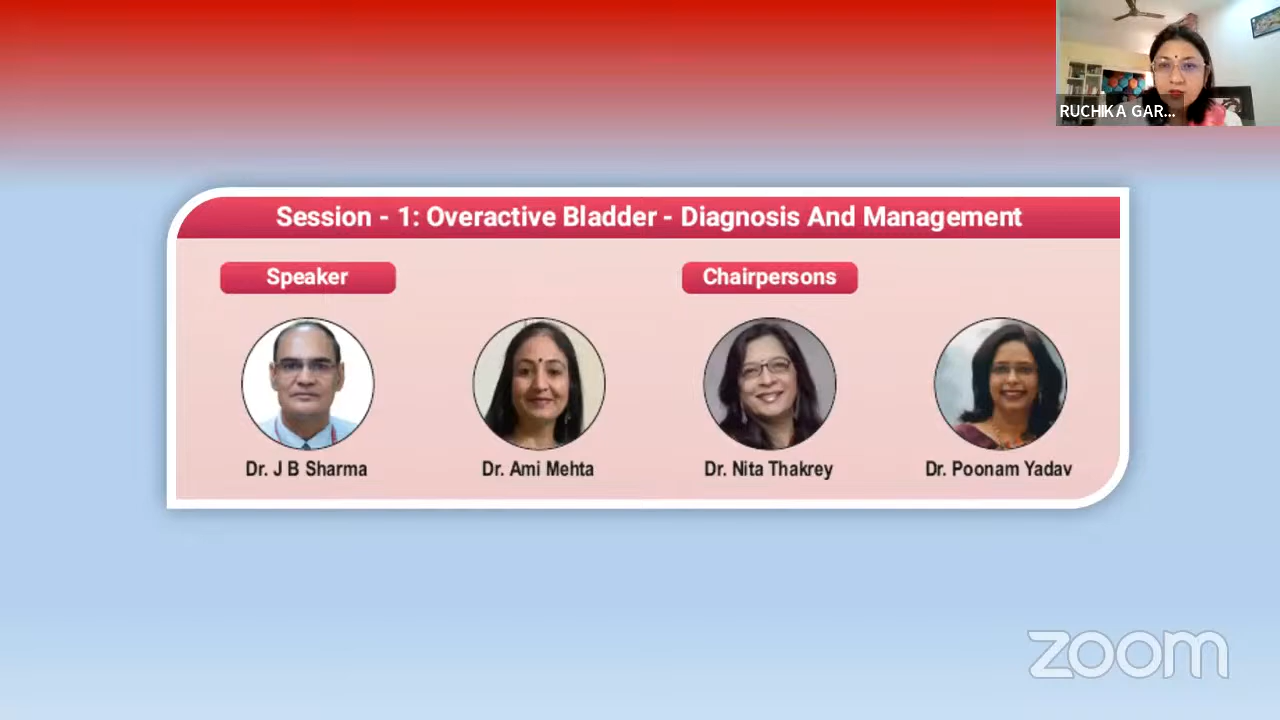 RUCHIKA GAR...
Session - 1: Overactive Bladder - Diagnosis And Management
Speaker
Chairpersons
Dr. J B Sharma
Dr. Ami Mehta
Dr. Nita Thakrey
Dr. Poonam Yadav
zoom